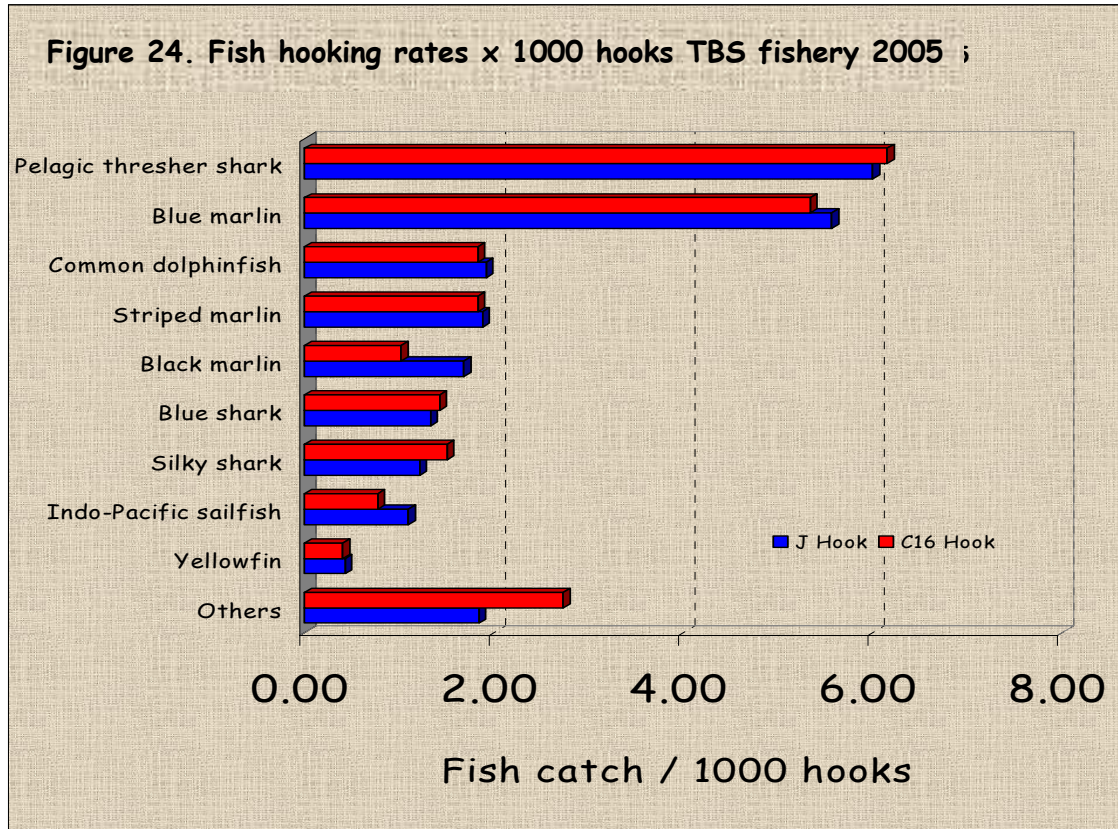 Figure 24. Fish hooking rates x 1000 hooks TBS fishery 2005 s
Pelagic thresher shark
Blue marlin
Common dolphinfish
Striped marlin
Black marlin
Blue shark
Silky shark
Indo-Pacific sailfish
Yellowfin
Others
J Hook C16 Hook
0.00 2.00 4.00 6.00 8.00
Fish catch / 1000 hooks